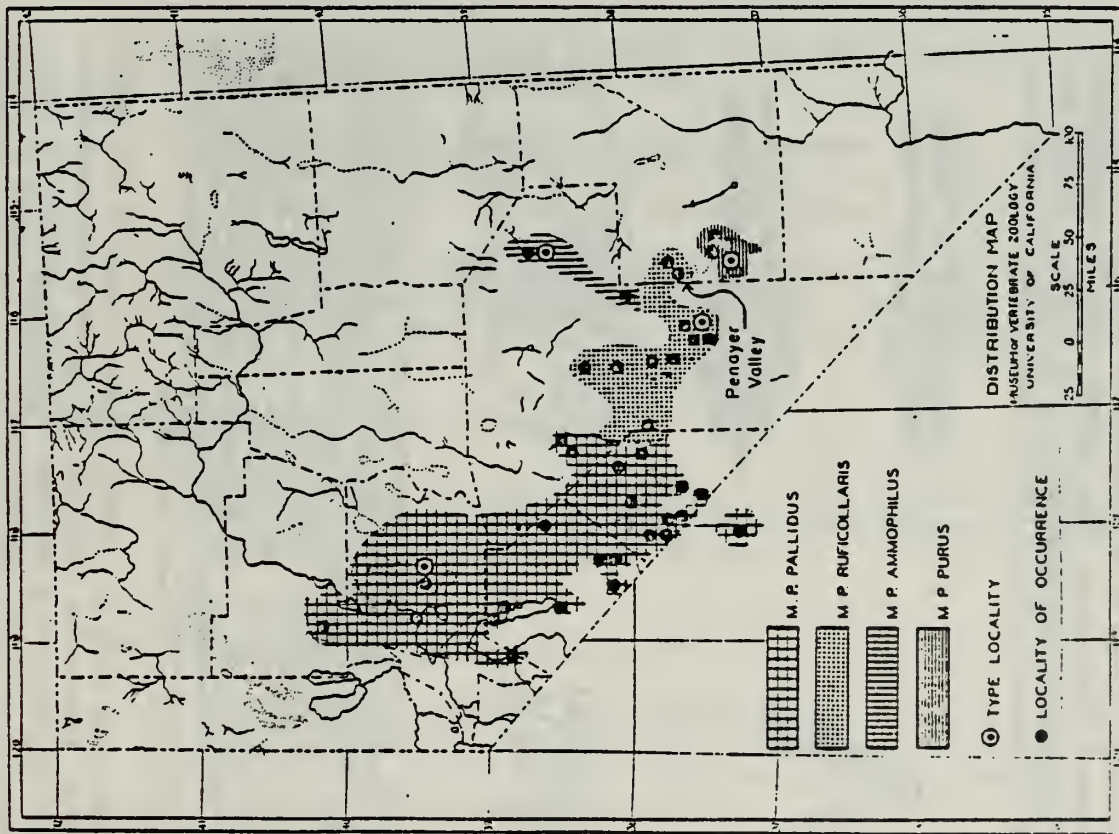 Penayer
Valley
M. P. PALLIDUS
M P RUFICOLLARIS
M P AMMOPHILUS
M P PURUS
TYPE LOCALITY
LOCALITY OF OCCURRENCE
DISTRIBUTION MAP
MUSEUM OF VERTEBRATE ZOOLOGY
UNIVERSITY OF CALIFORNIA
SCALE
25 0 25 50 75 100
MILES